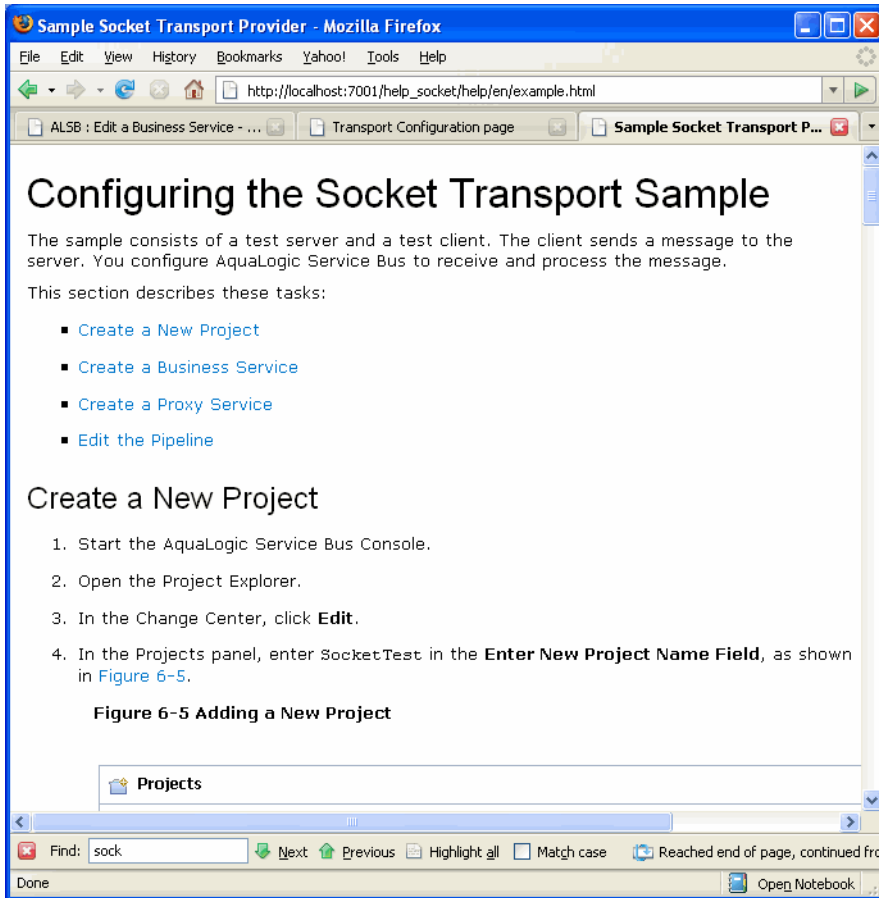 Sample Socket Transport Provider - Mozilla Firefox
File Edit View History Bookmarks Yahoo! Tools Help
http://localhost:7001/help_socket/help/en/example.html
ALSB : Edit a Business Service - ... Transport Configuration page Sample Socket Transport P...
Configuring the Socket Transport Sample
The sample consists of a test server and a test client. The client sends a message to the
server. You configure AquaLogic Service Bus to receive and process the message.
This section describes these tasks:
Create a New Project
Create a Business Service
Create a Proxy Service
Edit the Pipeline
Create a New Project
1. Start the AquaLogic Service Bus Console.
2. Open the Project Explorer.
3. In the Change Center, click Edit.
4. In the Projects panel, enter SocketTest in the Enter New Project Name Field, as shown
in Figure 6-5.
Figure 6-5 Adding a New Project
Projects
Find: sock Next Previous Highlight all Match case Reached end of page, continued fro
Done Open Notebook